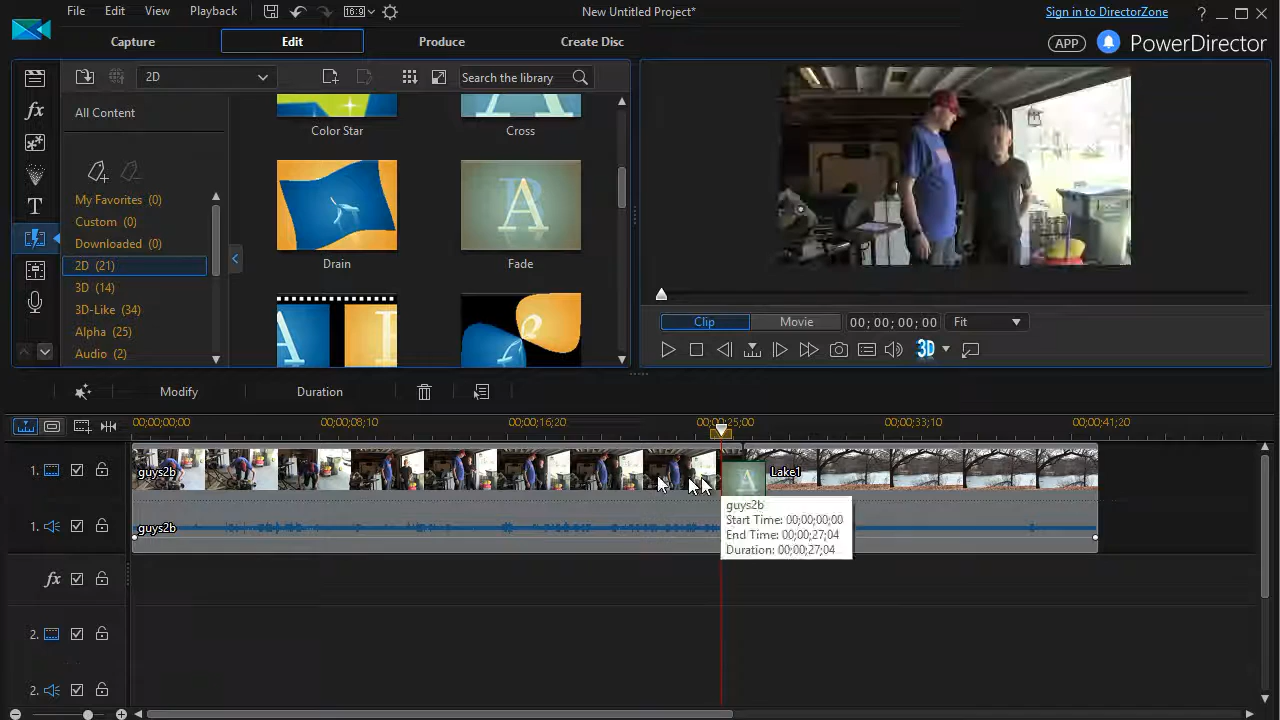 File Edit View Playback 16:9 New Untitled Project* Sign in to DirectorZone ?
Capture Edit Produce Create Disc APP PowerDirector
2D Search the library
All Content
Color Star Cross
My Favorites (0)
Custom (0)
Downloaded (0)
2D (21)
Drain Fade
3D (14)
3D-Like (34)
Alpha (25)
Audio (2)
Clip Movie 00; 00; 00; 00 Fit
3D
Modify Duration
00;00;00;00 00;00;08;10 00;00;16;20 00;00;25;00 00;00;33;10 00;00;41;20
1. guys2b Lake1
guys2b
Start Time: 00;00;00;00
1. guys2b
End Time: 00;00;27;04
Duration: 00;00;27;04
fx
2.
2.